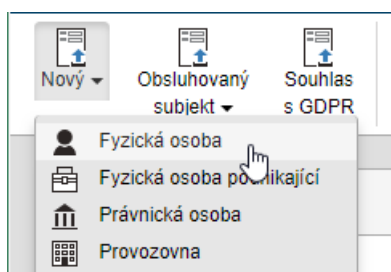 Nový
Obsluhovaný
subjekt
Souhlas
s GDPR
Fyzická osoba
Fyzická osoba podnikající
Právnická osoba
Provozovna